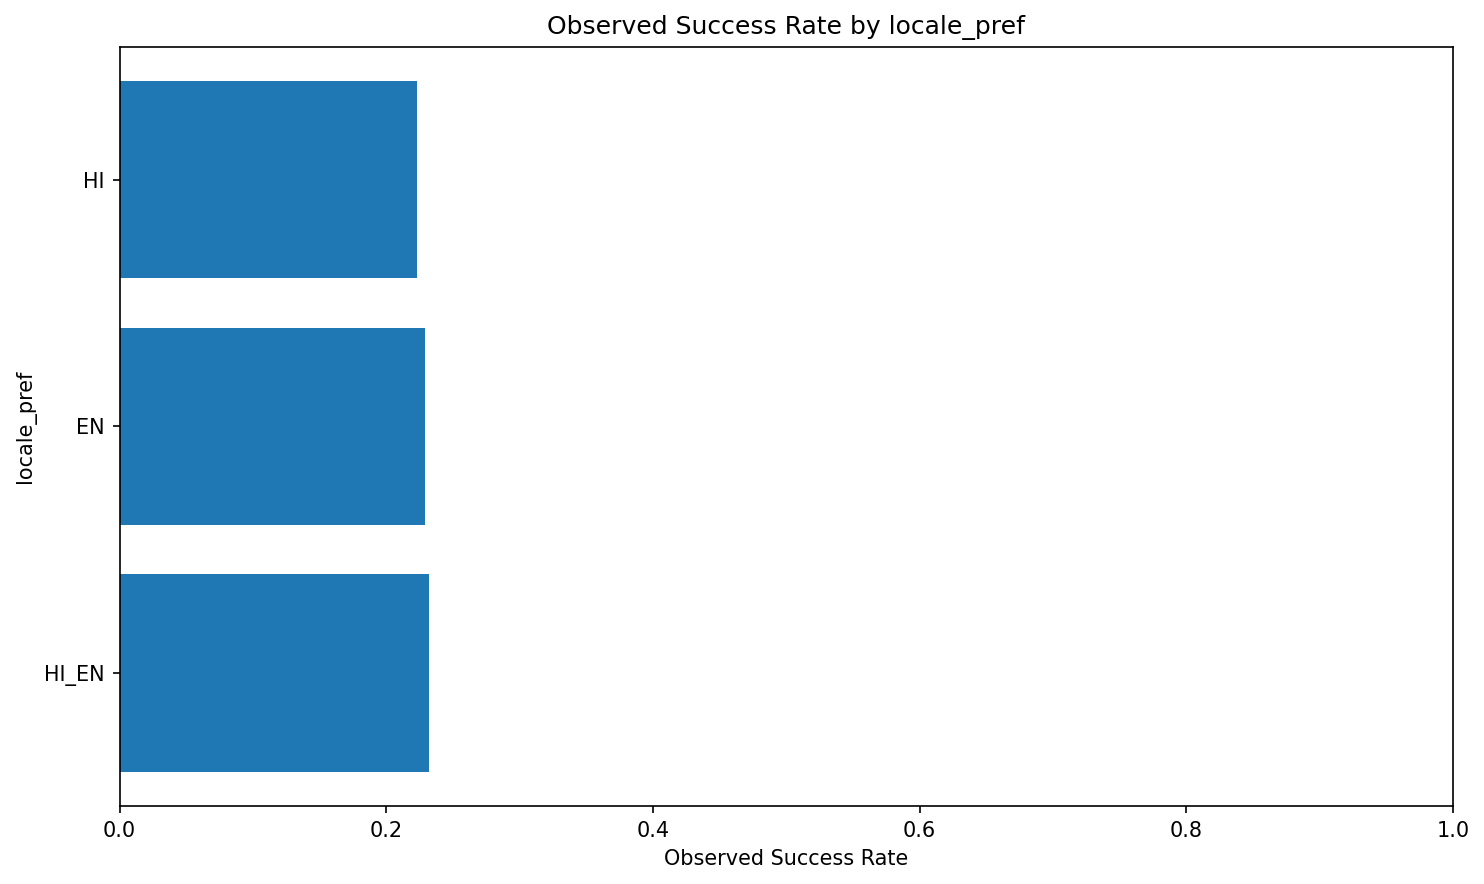 Observed Success Rate by locale_pref
locale_pref
HI
EN
HI_EN
0.0 0.2 0.4 0.6 0.8 1.0
Observed Success Rate